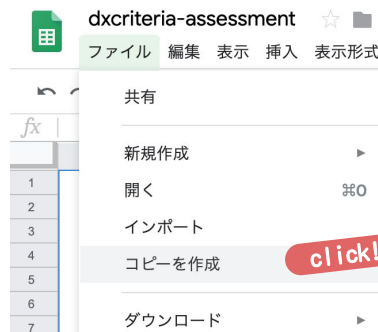 dxcriteria-assessment
ファイル 編集 表示 挿入 表示形式
fx
共有
新規作成 ►
開く ⌘O
インポート
コピーを作成 click!
ダウンロード ►
1
2
3
4
5
6
7